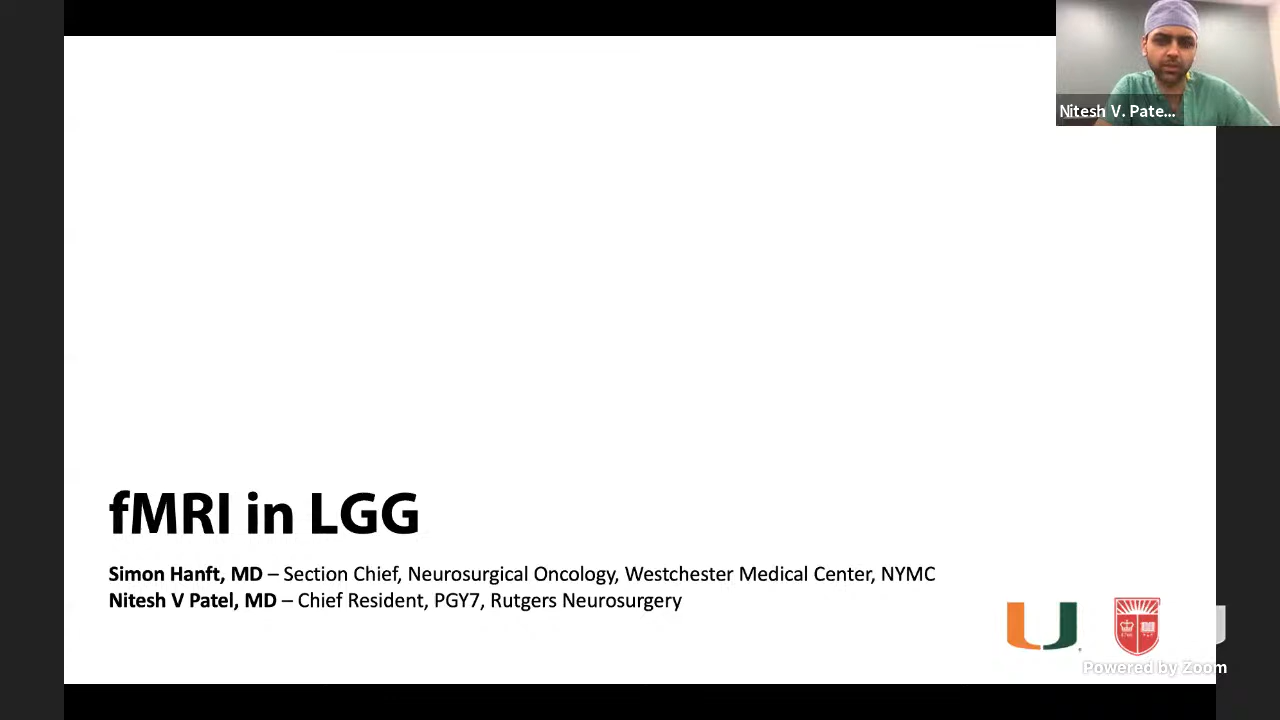 Nitesh V. Pate...
fMRI in LGG
Simon Hanft, MD – Section Chief, Neurosurgical Oncology, Westchester Medical Center, NYMC
Nitesh V Patel, MD – Chief Resident, PGY7, Rutgers Neurosurgery
Powered by Zoom